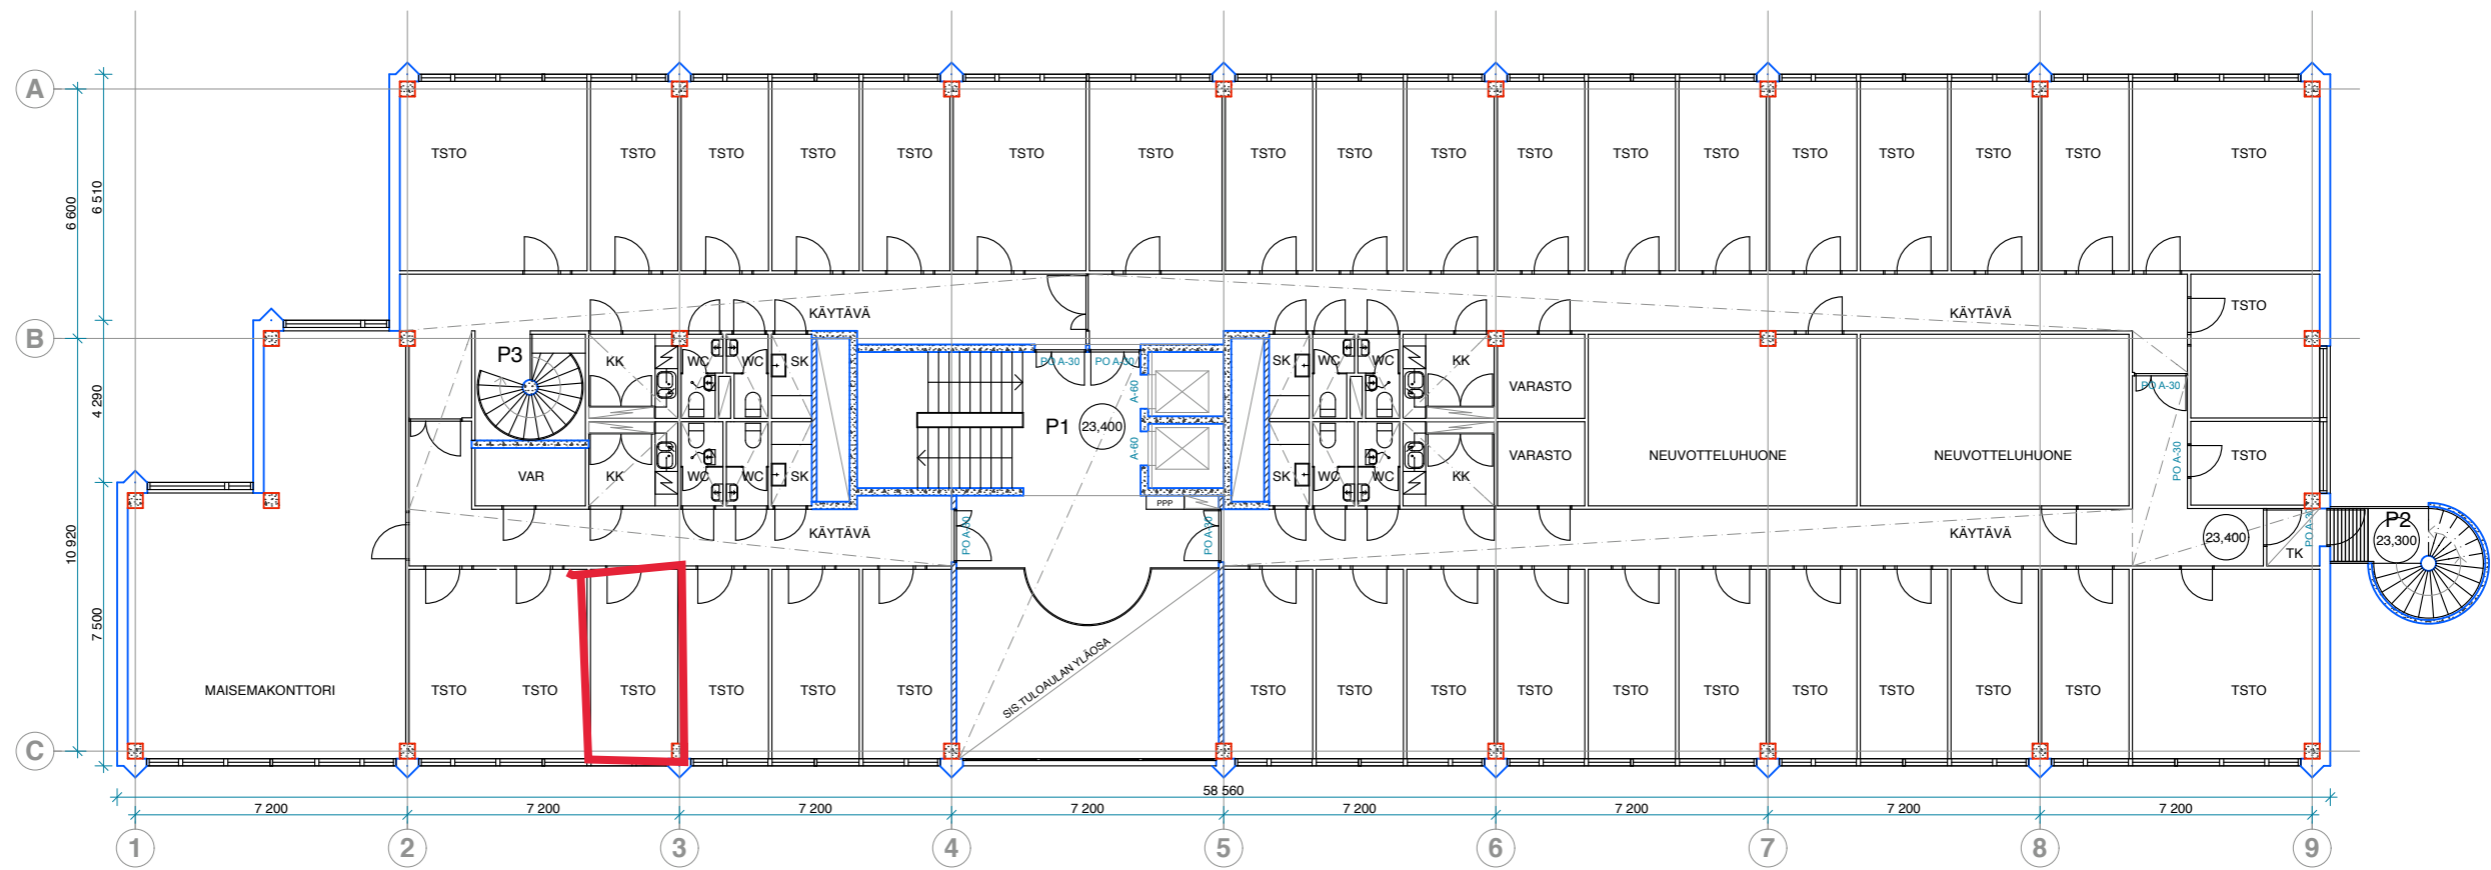 A
TSTO TSTO TSTO TSTO TSTO TSTO TSTO TSTO TSTO TSTO TSTO TSTO TSTO TSTO TSTO TSTO TSTO TSTO
6 600
6 510
KÄYTÄVÄ KÄYTÄVÄ TSTO
B
P3 KK WC WC SK PO A-30 PO A-30 SK WC WC KK
A-60
VARASTO
PO A-30
4 290
P1 23,400
A-60
VAR KK WC WC SK SK WC WC KK VARASTO NEUVOTTELUHUONE NEUVOTTELUHUONE PO A-30 TSTO
PPP
KÄYTÄVÄ PO A-30 PO A-30 KÄYTÄVÄ 23,400 TK P2
23,300
10 920
7 500
SIS.TULOAULAN YLÄOSA
MAISEMAKONTTORI TSTO TSTO TSTO TSTO TSTO TSTO TSTO TSTO TSTO TSTO TSTO TSTO TSTO TSTO TSTO TSTO
C
58 560
7 200 7 200 7 200 7 200 7 200 7 200 7 200 7 200
1 2 3 4 5 6 7 8 9